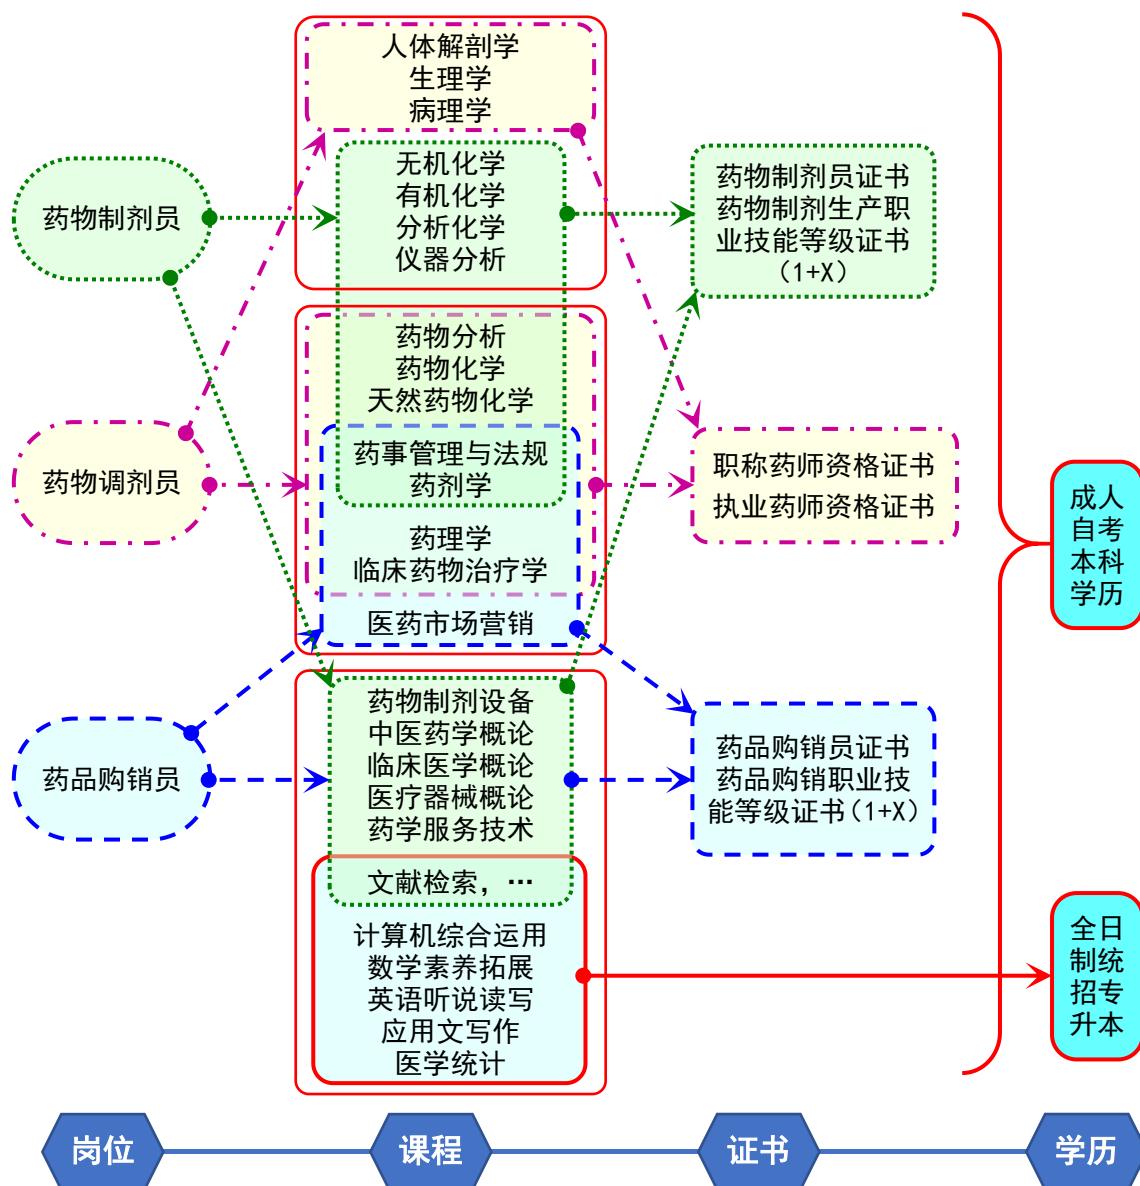 药物制剂员
药物调剂员
药品购销员
人体解剖学
生理学
病理学
无机化学
有机化学
分析化学
仪器分析
药物分析
药物化学
天然药物化学
药事管理与法规
药剂学
药理学
临床药物治疗学
医药市场营销
药物制剂设备
中医药学概论
临床医学概论
医疗器械概论
药学服务技术
文献检索，…
计算机综合运用
数学素养拓展
英语听说读写
应用文写作
医学统计
药物制剂员证书
药物制剂生产职
业技能等级证书
（1+X）
职称药师资格证书
执业药师资格证书
药品购销员证书
药品购销职业技
能等级证书(1+X)
成人
自考
本科
学历
全日
制统
招专
升本
岗位
课程
证书
学历